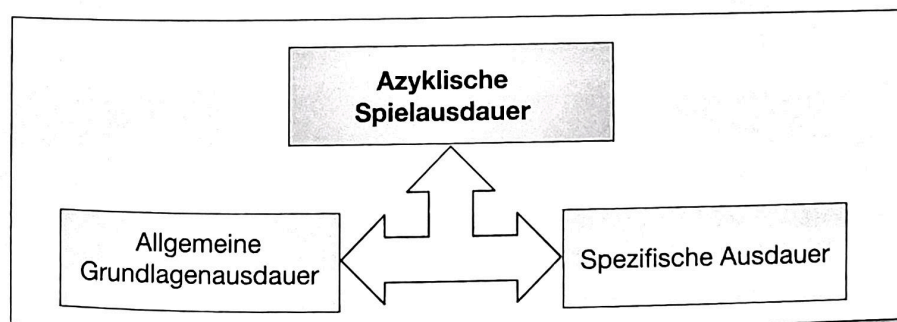 Azyklische
Spielausdauer
Allgemeine
Grundlagenausdauer
Spezifische Ausdauer